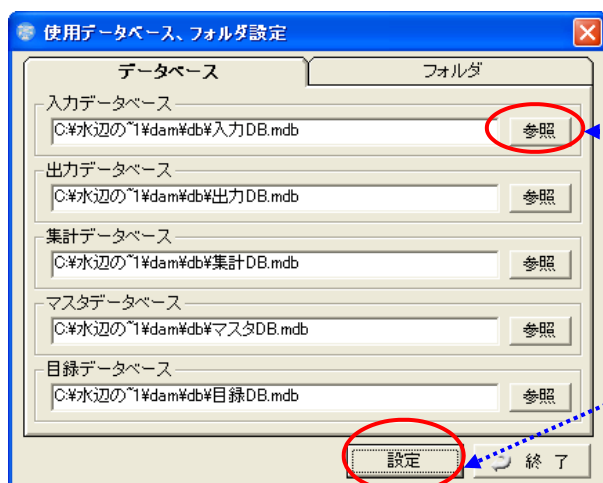 使用データベース、フォルダ設定
データベース
フォルダ
入力データベース
C:¥水辺の~1¥dam¥db¥入力DB.mdb
参照
出力データベース
C:¥水辺の~1¥dam¥db¥出力DB.mdb
参照
集計データベース
C:¥水辺の~1¥dam¥db¥集計DB.mdb
参照
マスタデータベース
C:¥水辺の~1¥dam¥db¥マスタDB.mdb
参照
目録データベース
C:¥水辺の~1¥dam¥db¥目録DB.mdb
参照
設定
終 了